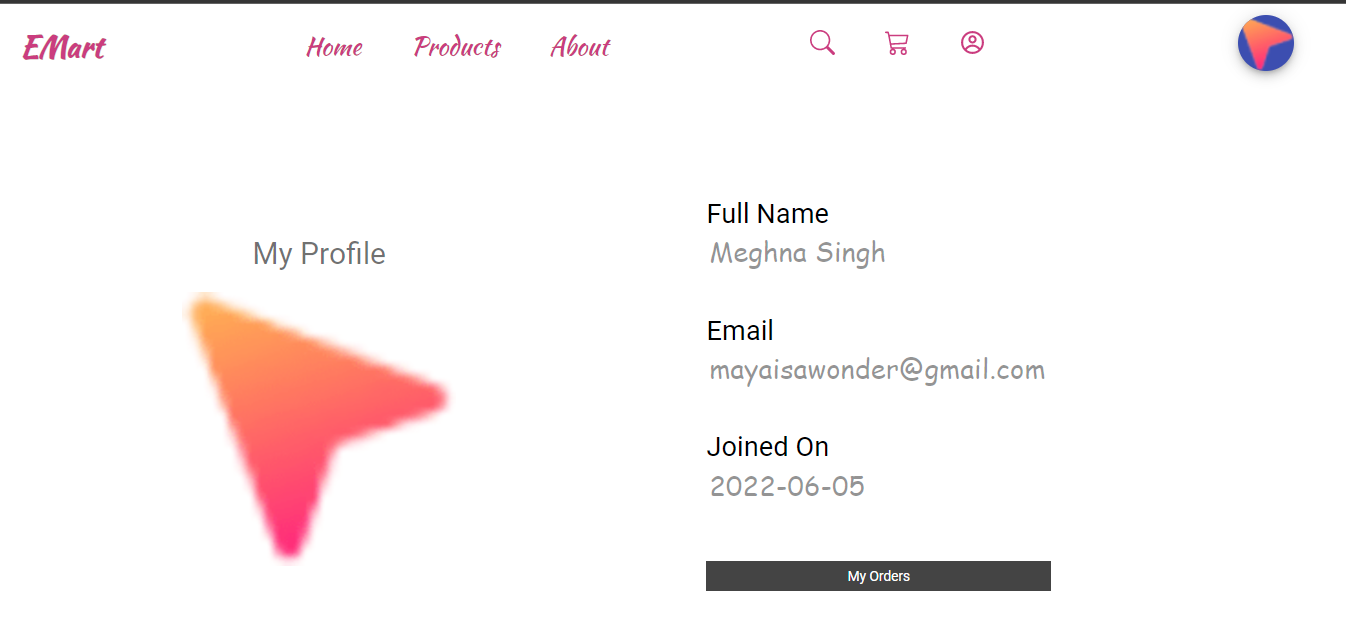 EMart Home Products About
My Profile
Full Name
Meghna Singh
Email
mayaisawonder@gmail.com
Joined On
2022-06-05
My Orders